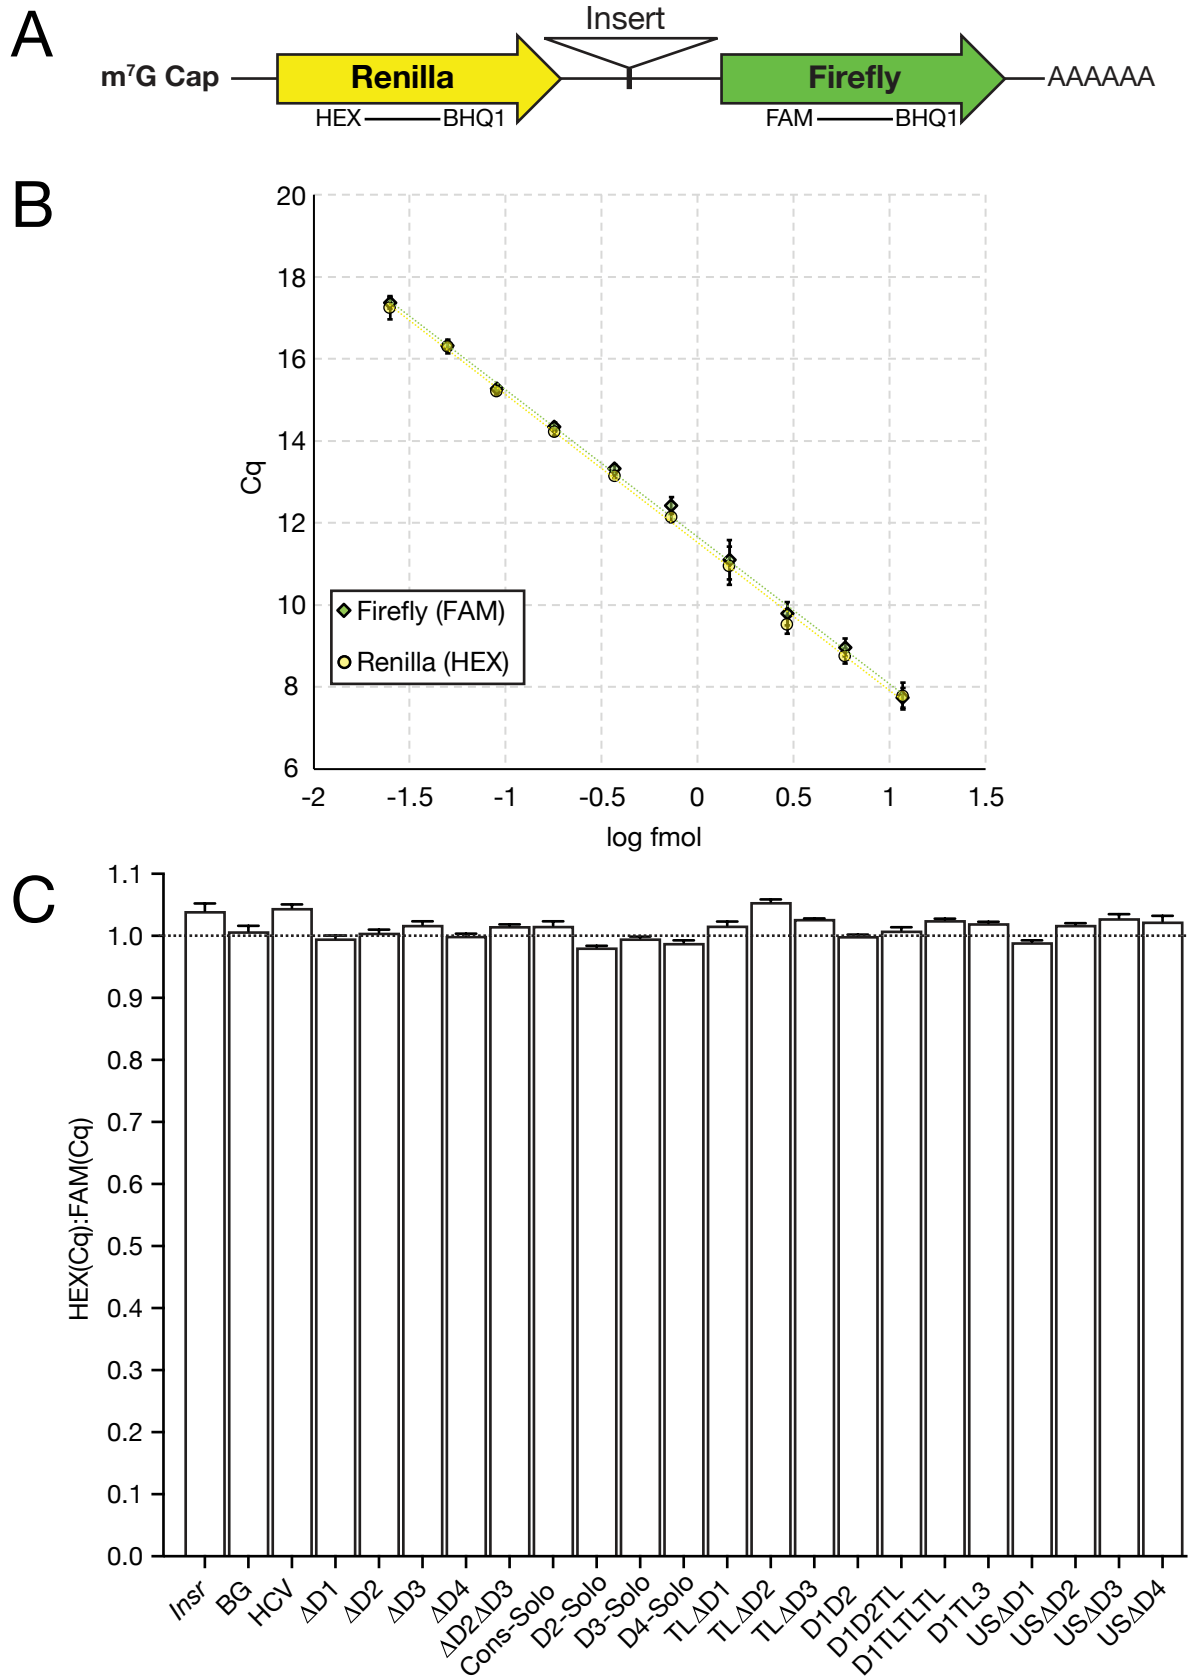 A
Insert
m⁷G Cap
Renilla
Firefly
AAAAAA
HEX
BHQ1
FAM
BHQ1
B
20
18
16
14
12
10
8
6
Cq
Firefly (FAM)
Renilla (HEX)
-2
-1.5
-1
-0.5
0
0.5
1
1.5
log fmol
C
1.1
1.0
0.9
0.8
0.7
0.6
0.5
0.4
0.3
0.2
0.1
0.0
HEX(Cq):FAM(Cq)
Insr
BG
HCV
ΔD1
ΔD2
ΔD3
ΔD4
ΔD2ΔD3
Cons-Solo
D2-Solo
D3-Solo
D4-Solo
TLΔD1
TLΔD2
TLΔD3
D1D2
D1D2TL
D1TLTLTL
D1TL3
USΔD1
USΔD2
USΔD3
USΔD4